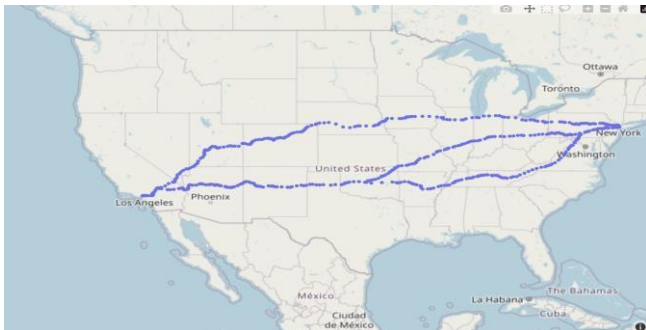 Ottawa
Toronto
New York
Washington
United States
Los Angeles
Phoenix
México
Ciudad
de México
La Habana
Cuba
The Bahamas